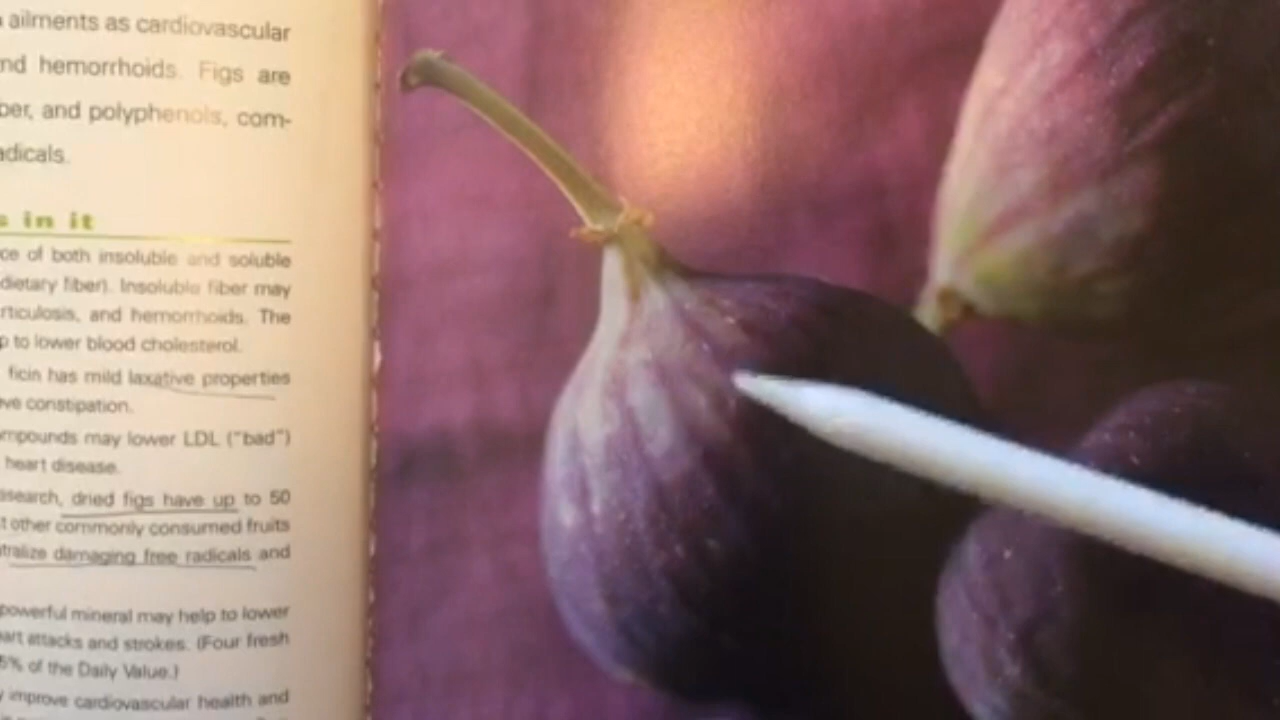 ailments as cardiovascular
nd hemorrhoids. Figs are
ber, and polyphenols, com-
adicals.
s in it
ce of both insoluble and soluble
dietary fiber). Insoluble fiber may
rticulosis, and hemorrhoids. The
p to lower blood cholesterol.
ficin has mild laxative properties
ve constipation.
mpounds may lower LDL (“bad”)
heart disease.
search, dried figs have up to 50
t other commonly consumed fruits
tralize damaging free radicals and
powerful mineral may help to lower
art attacks and strokes. (Four fresh
5% of the Daily Value.)
y improve cardiovascular health and